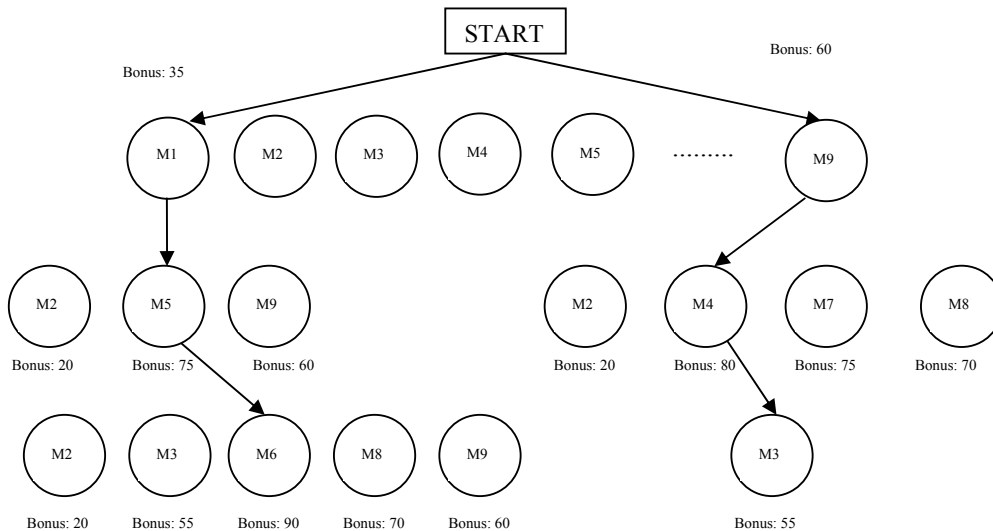 START
Bonus: 60
Bonus: 35
M1 M2 M3 M4 M5 ......... M9
M2 M5 M9 M2 M4 M7 M8
Bonus: 20 Bonus: 75 Bonus: 60 Bonus: 20 Bonus: 80 Bonus: 75 Bonus: 70
M2 M3 M6 M8 M9 M3
Bonus: 20 Bonus: 55 Bonus: 90 Bonus: 70 Bonus: 60 Bonus: 55